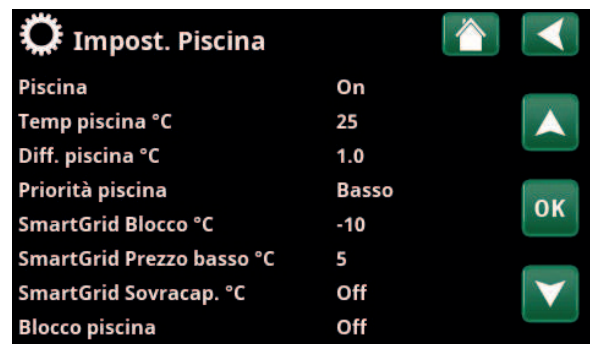 Impost. Piscina
Piscina On
Temp piscina °C 25
Diff. piscina °C 1.0
Priorità piscina Basso
OK
SmartGrid Blocco °C -10
SmartGrid Prezzo basso °C 5
SmartGrid Sovracap. °C Off
Blocco piscina Off